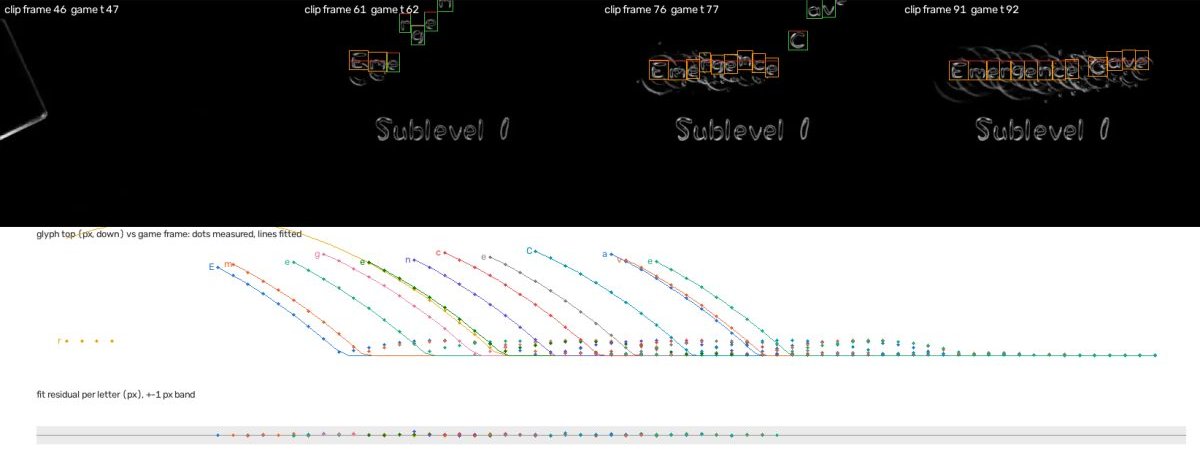 clip frame 46 game t 47
clip frame 61 game t 62
clip frame 76 game t 77
clip frame 91 game t 92
n
r e
g
E m e
Sublevel 0
a v
C
E m e r g e n c e
Sublevel 0
E m e r g e n c e C a v e
Sublevel 0
glyph top (px, down) vs game frame: dots measured, lines fitted
E m e g e n c e C a v e
r
fit residual per letter (px), +-1 px band